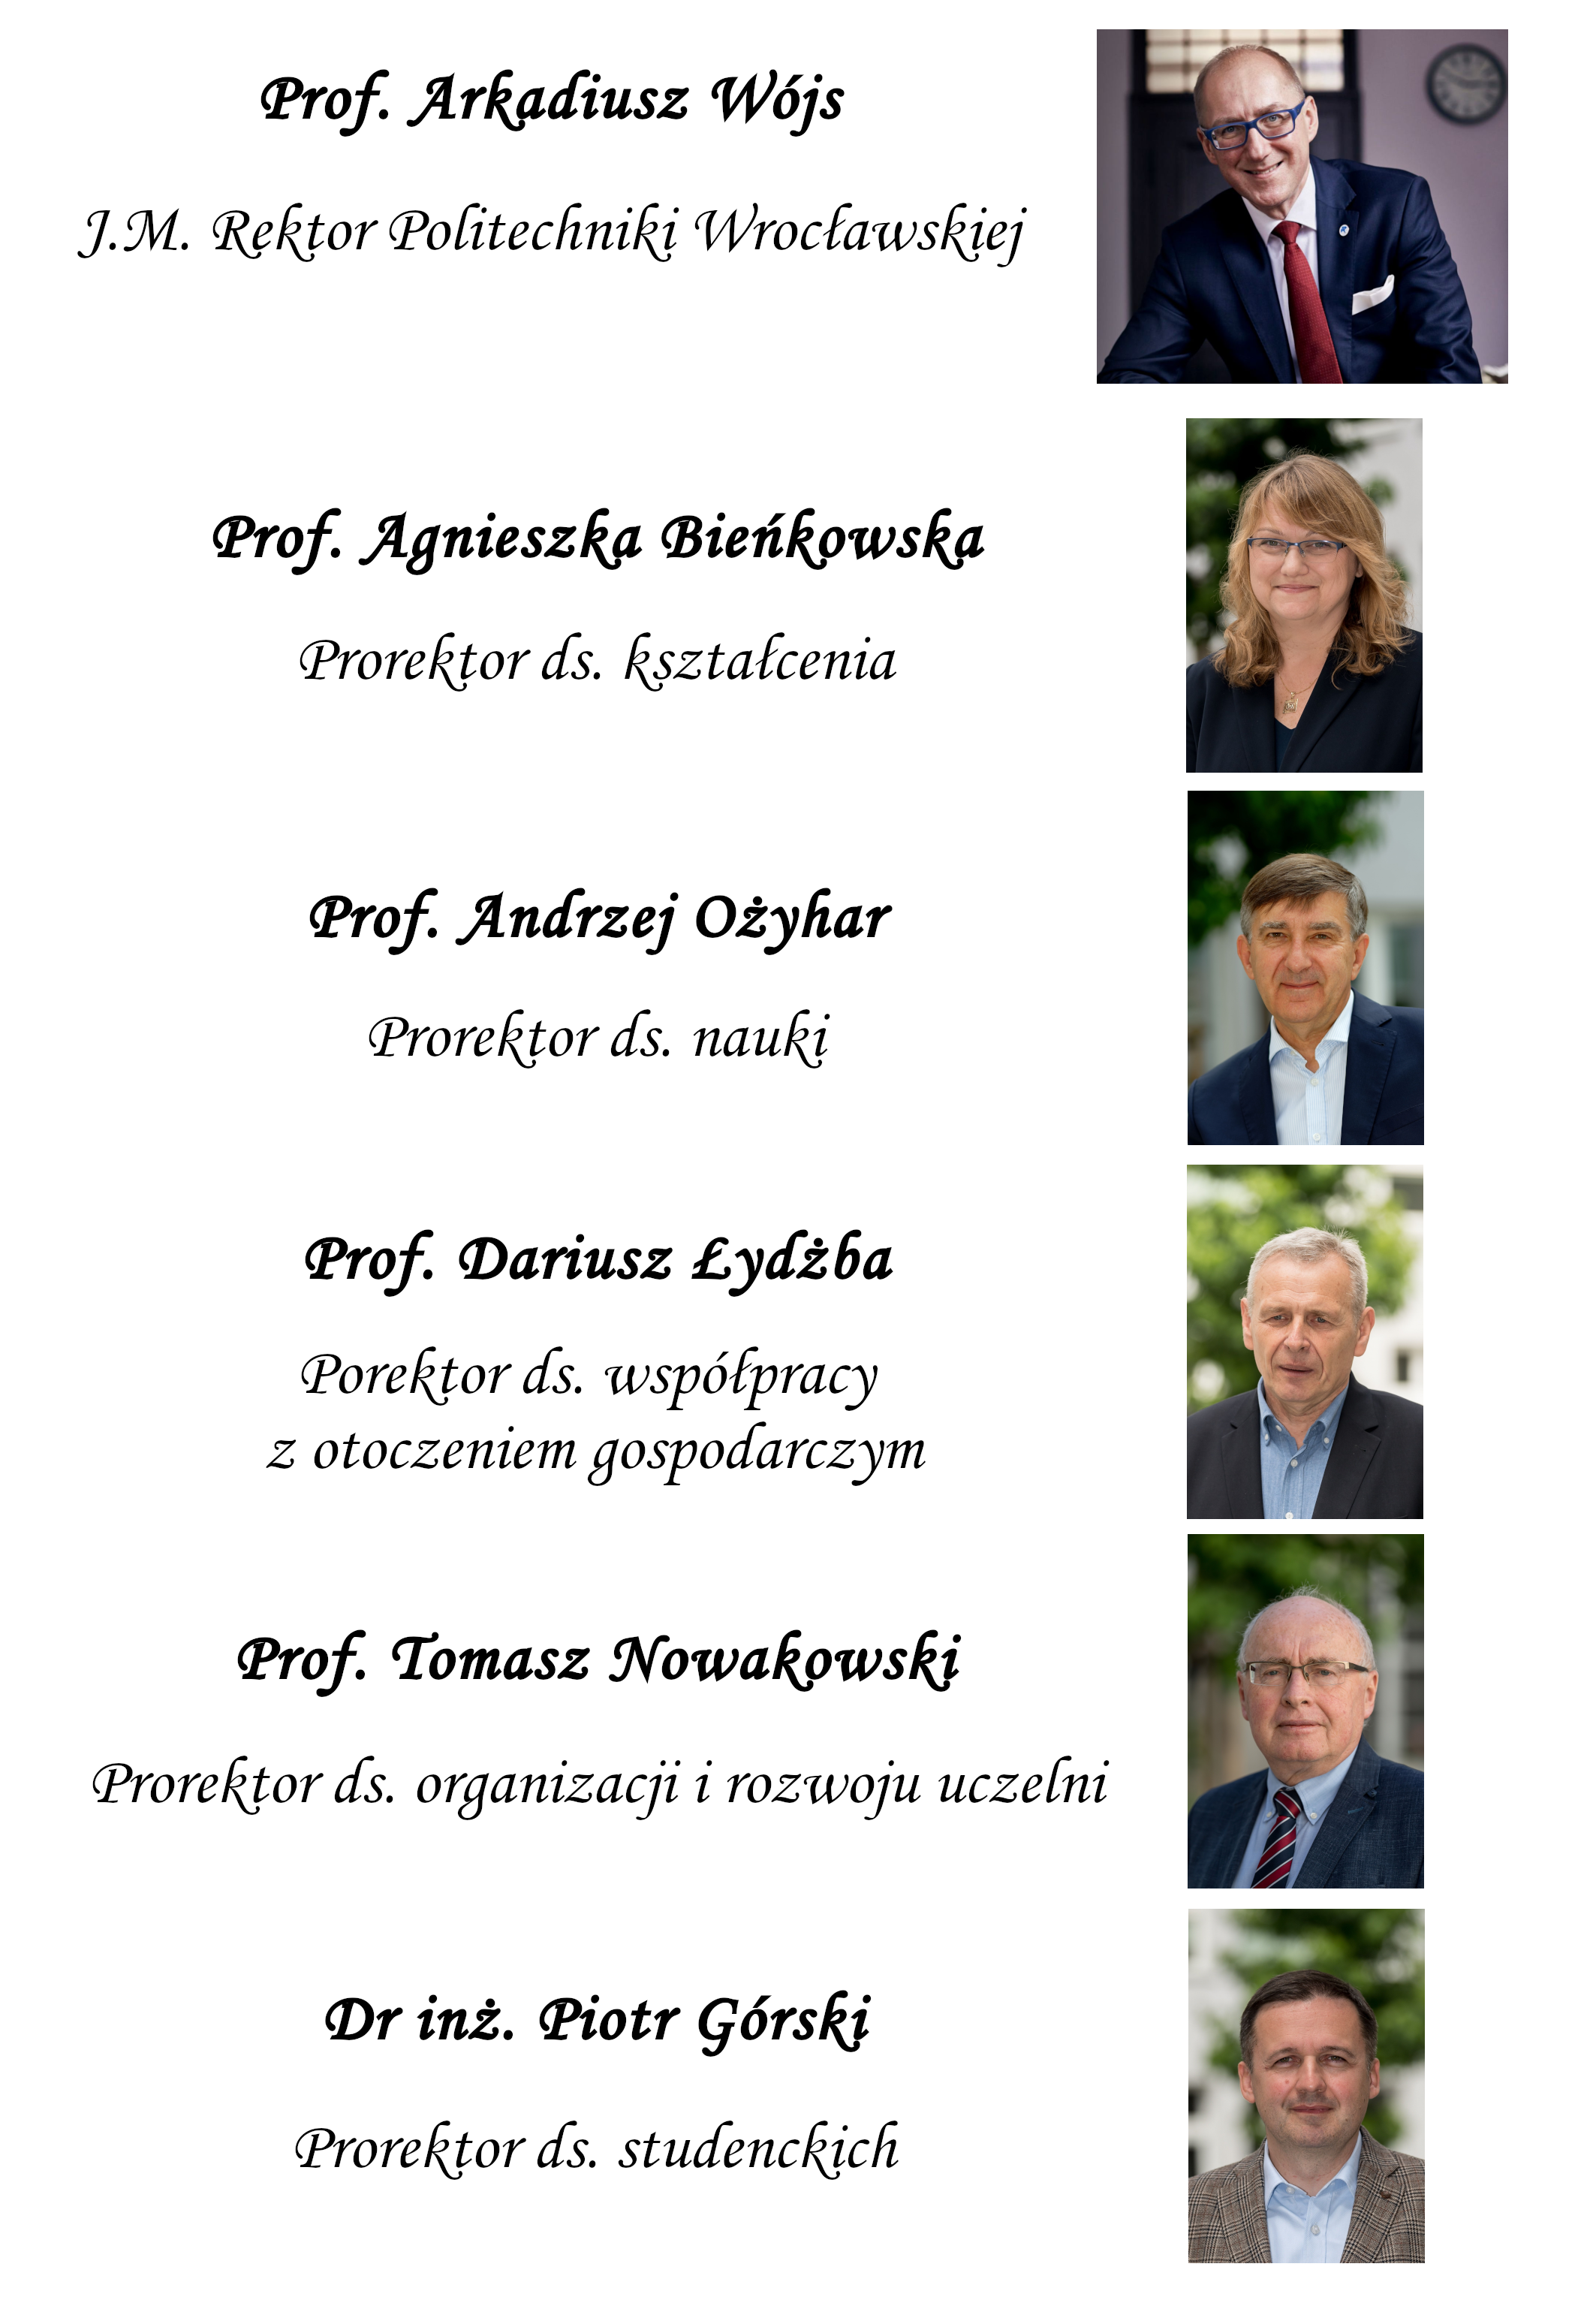 Prof. Arkadiusz Wójs
J.M. Rektor Politechniki Wrocławskiej
Prof. Agnieszka Bieńkowska
Prorektor ds. kształcenia
Prof. Andrzej Ożyhar
Prorektor ds. nauki
Prof. Dariusz Łydżba
Porektor ds. współpracy
z otoczeniem gospodarczym
Prof. Tomasz Nowakowski
Prorektor ds. organizacji i rozwoju uczelni
Dr inż. Piotr Górski
Prorektor ds. studenckich